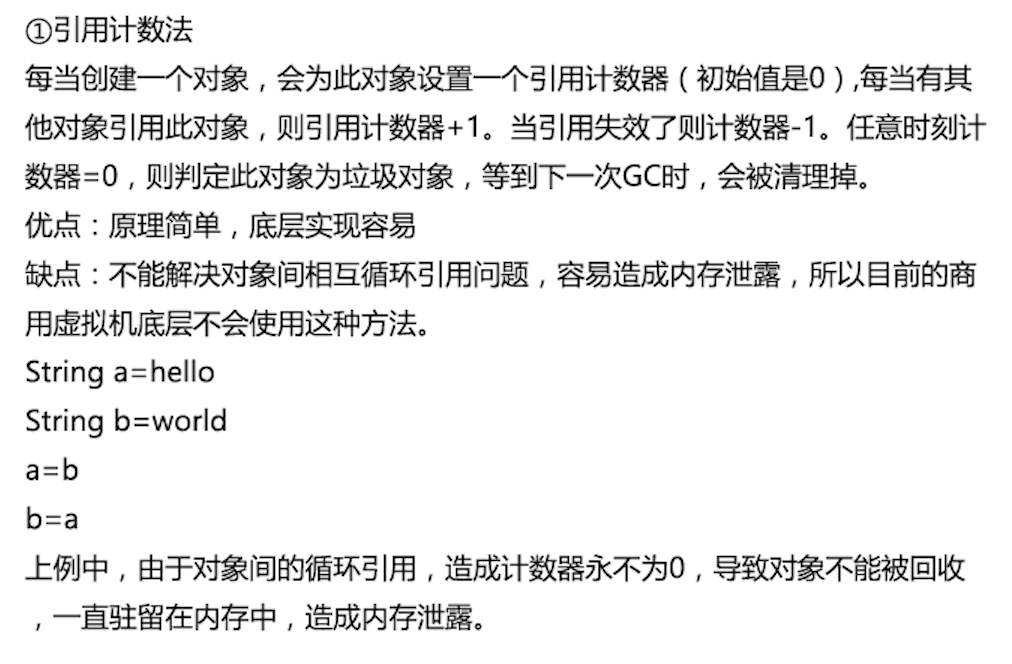 ①引用计数法
每当创建一个对象，会为此对象设置一个引用计数器（初始值是0）,每当有其
他对象引用此对象，则引用计数器+1。当引用失效了则计数器-1。任意时刻计
数器=0，则判定此对象为垃圾对象，等到下一次GC时，会被清理掉。
优点：原理简单，底层实现容易
缺点：不能解决对象间相互循环引用问题，容易造成内存泄露，所以目前的商
用虚拟机底层不会使用这种方法。
String a=hello
String b=world
a=b
b=a
上例中，由于对象间的循环引用，造成计数器永不为0，导致对象不能被回收
，一直驻留在内存中，造成内存泄露。